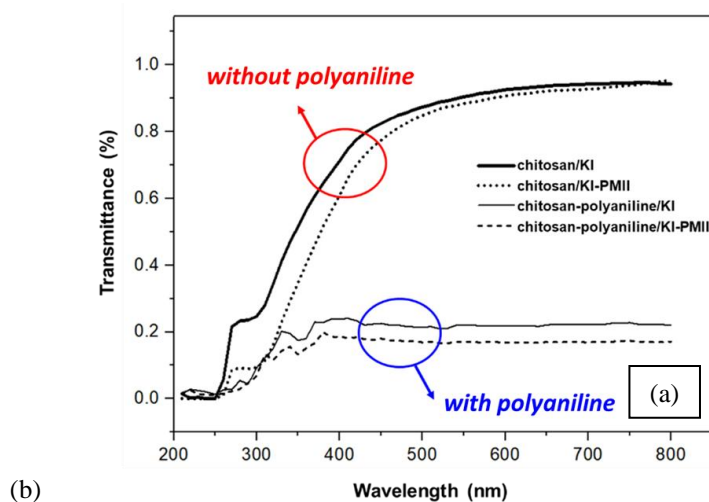 1.0
0.8
0.6
0.4
0.2
0.0
Transmittance (%)
without polyaniline
chitosan/KI
chitosan/KI-PMII
chitosan-polyaniline/KI
chitosan-polyaniline/KI-PMII
with polyaniline
(a)
200 300 400 500 600 700 800
Wavelength (nm)
(b)